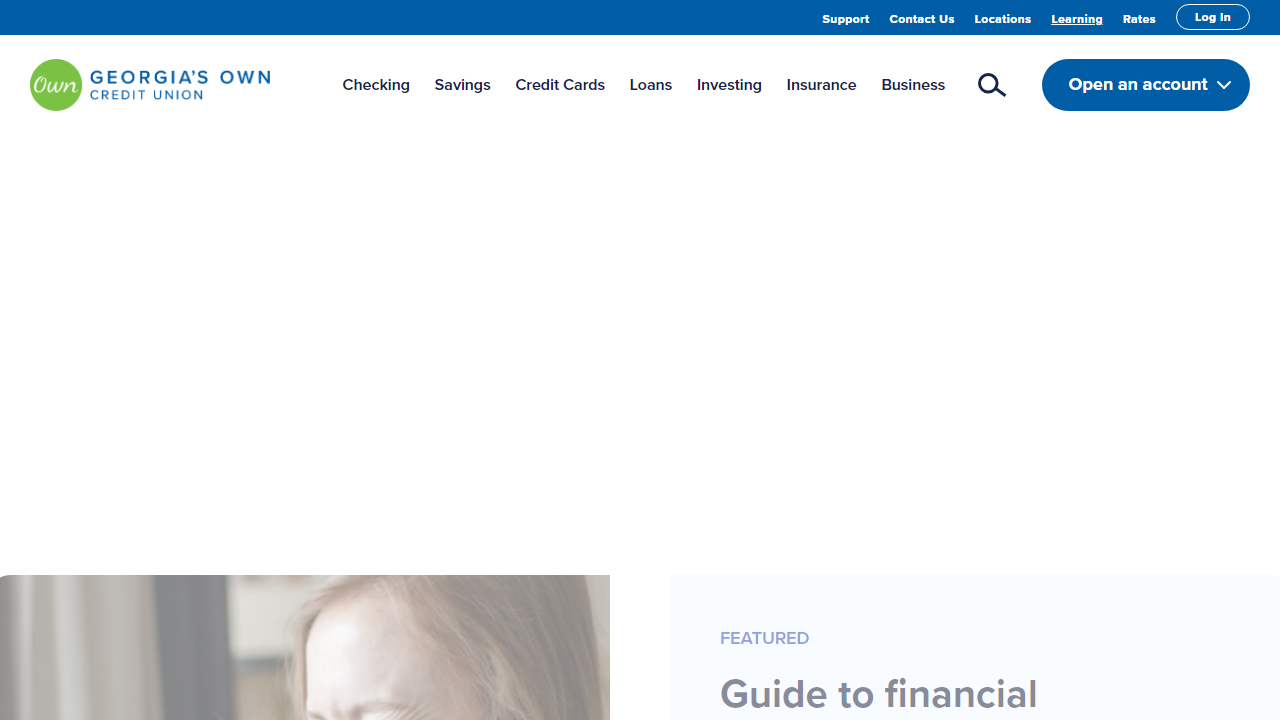 Support Contact Us Locations Learning Rates Log In
Own GEORGIA'S OWN
CREDIT UNION
Checking Savings Credit Cards Loans Investing Insurance Business
Open an account
FEATURED
Guide to financial